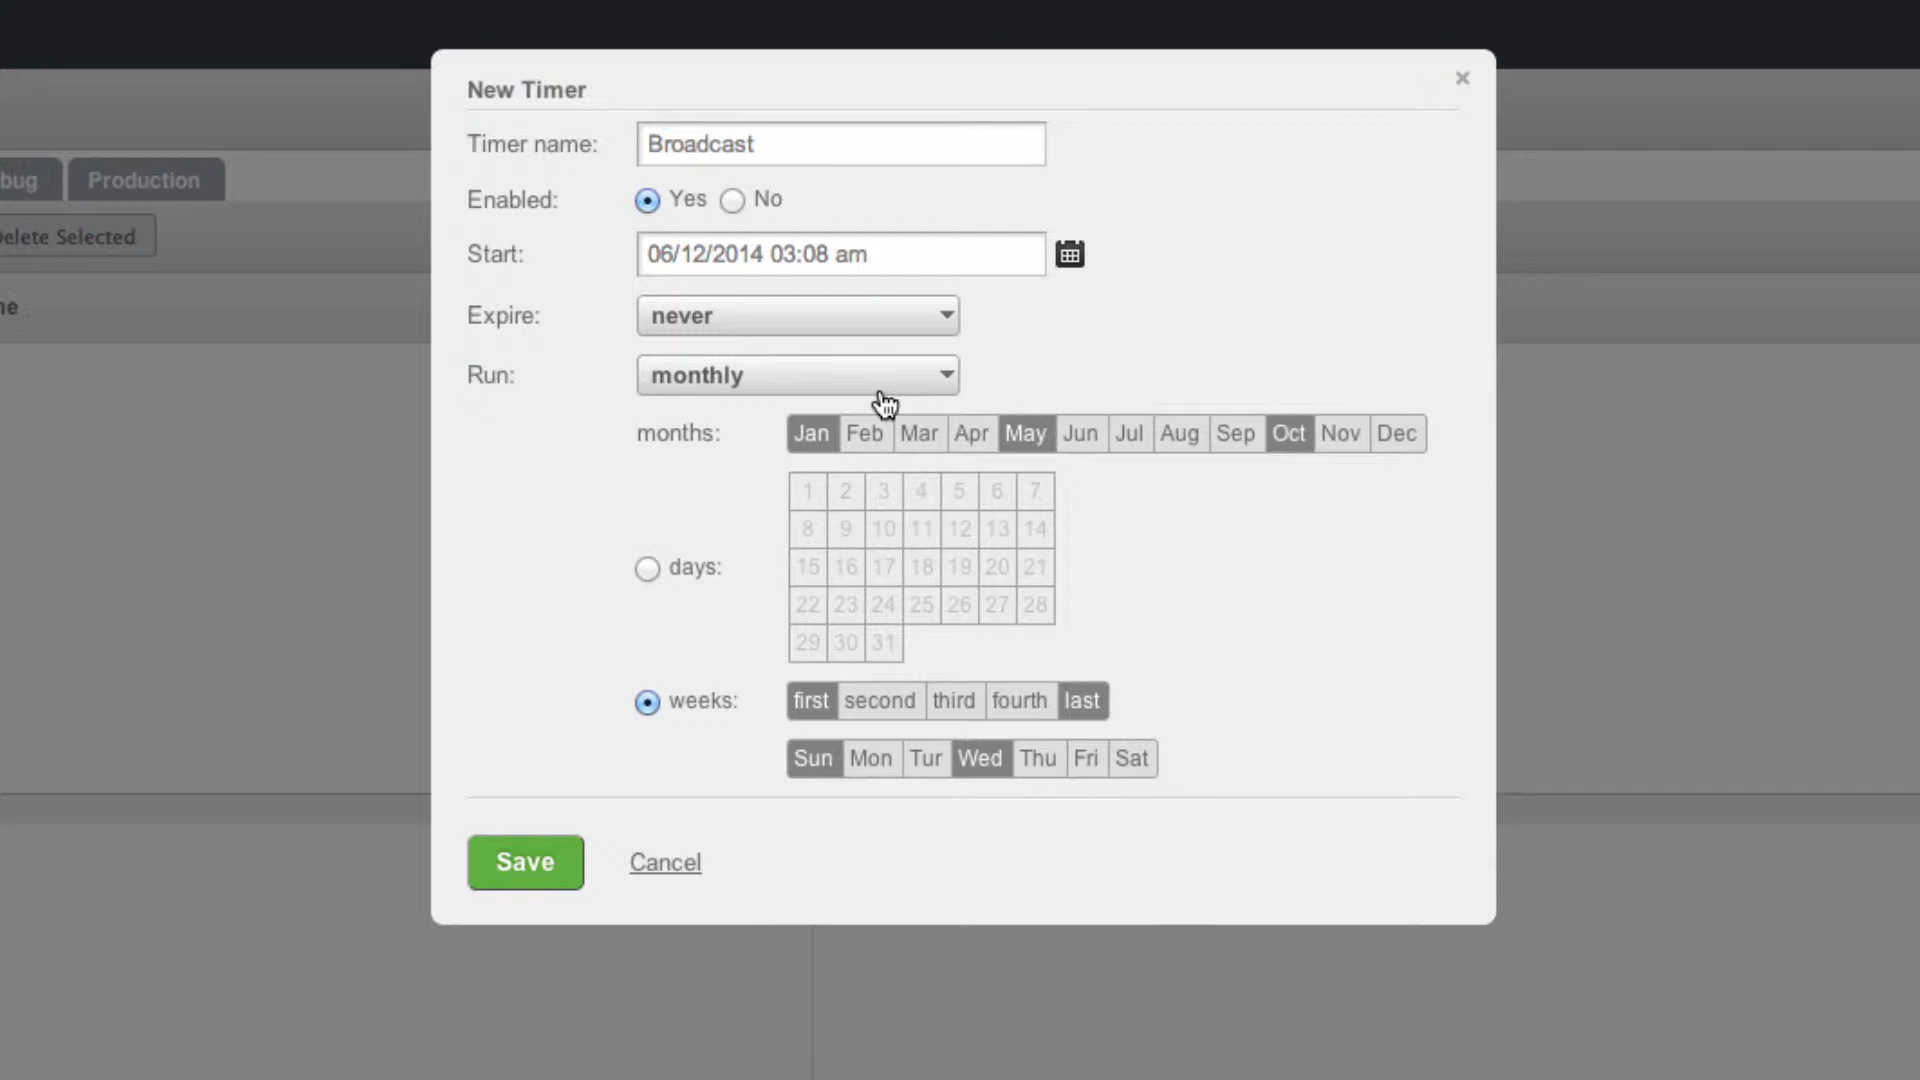 New Timer
×
Timer name: Broadcast
bug Production
Enabled: Yes No
Delete Selected
Start: 06/12/2014 03:08 am
ne
Expire: never
Run: monthly
months: Jan Feb Mar Apr May Jun Jul Aug Sep Oct Nov Dec
1 2 3 4 5 6 7
8 9 10 11 12 13 14
days: 15 16 17 18 19 20 21
22 23 24 25 26 27 28
29 30 31
weeks: first second third fourth last
Sun Mon Tur Wed Thu Fri Sat
Save Cancel